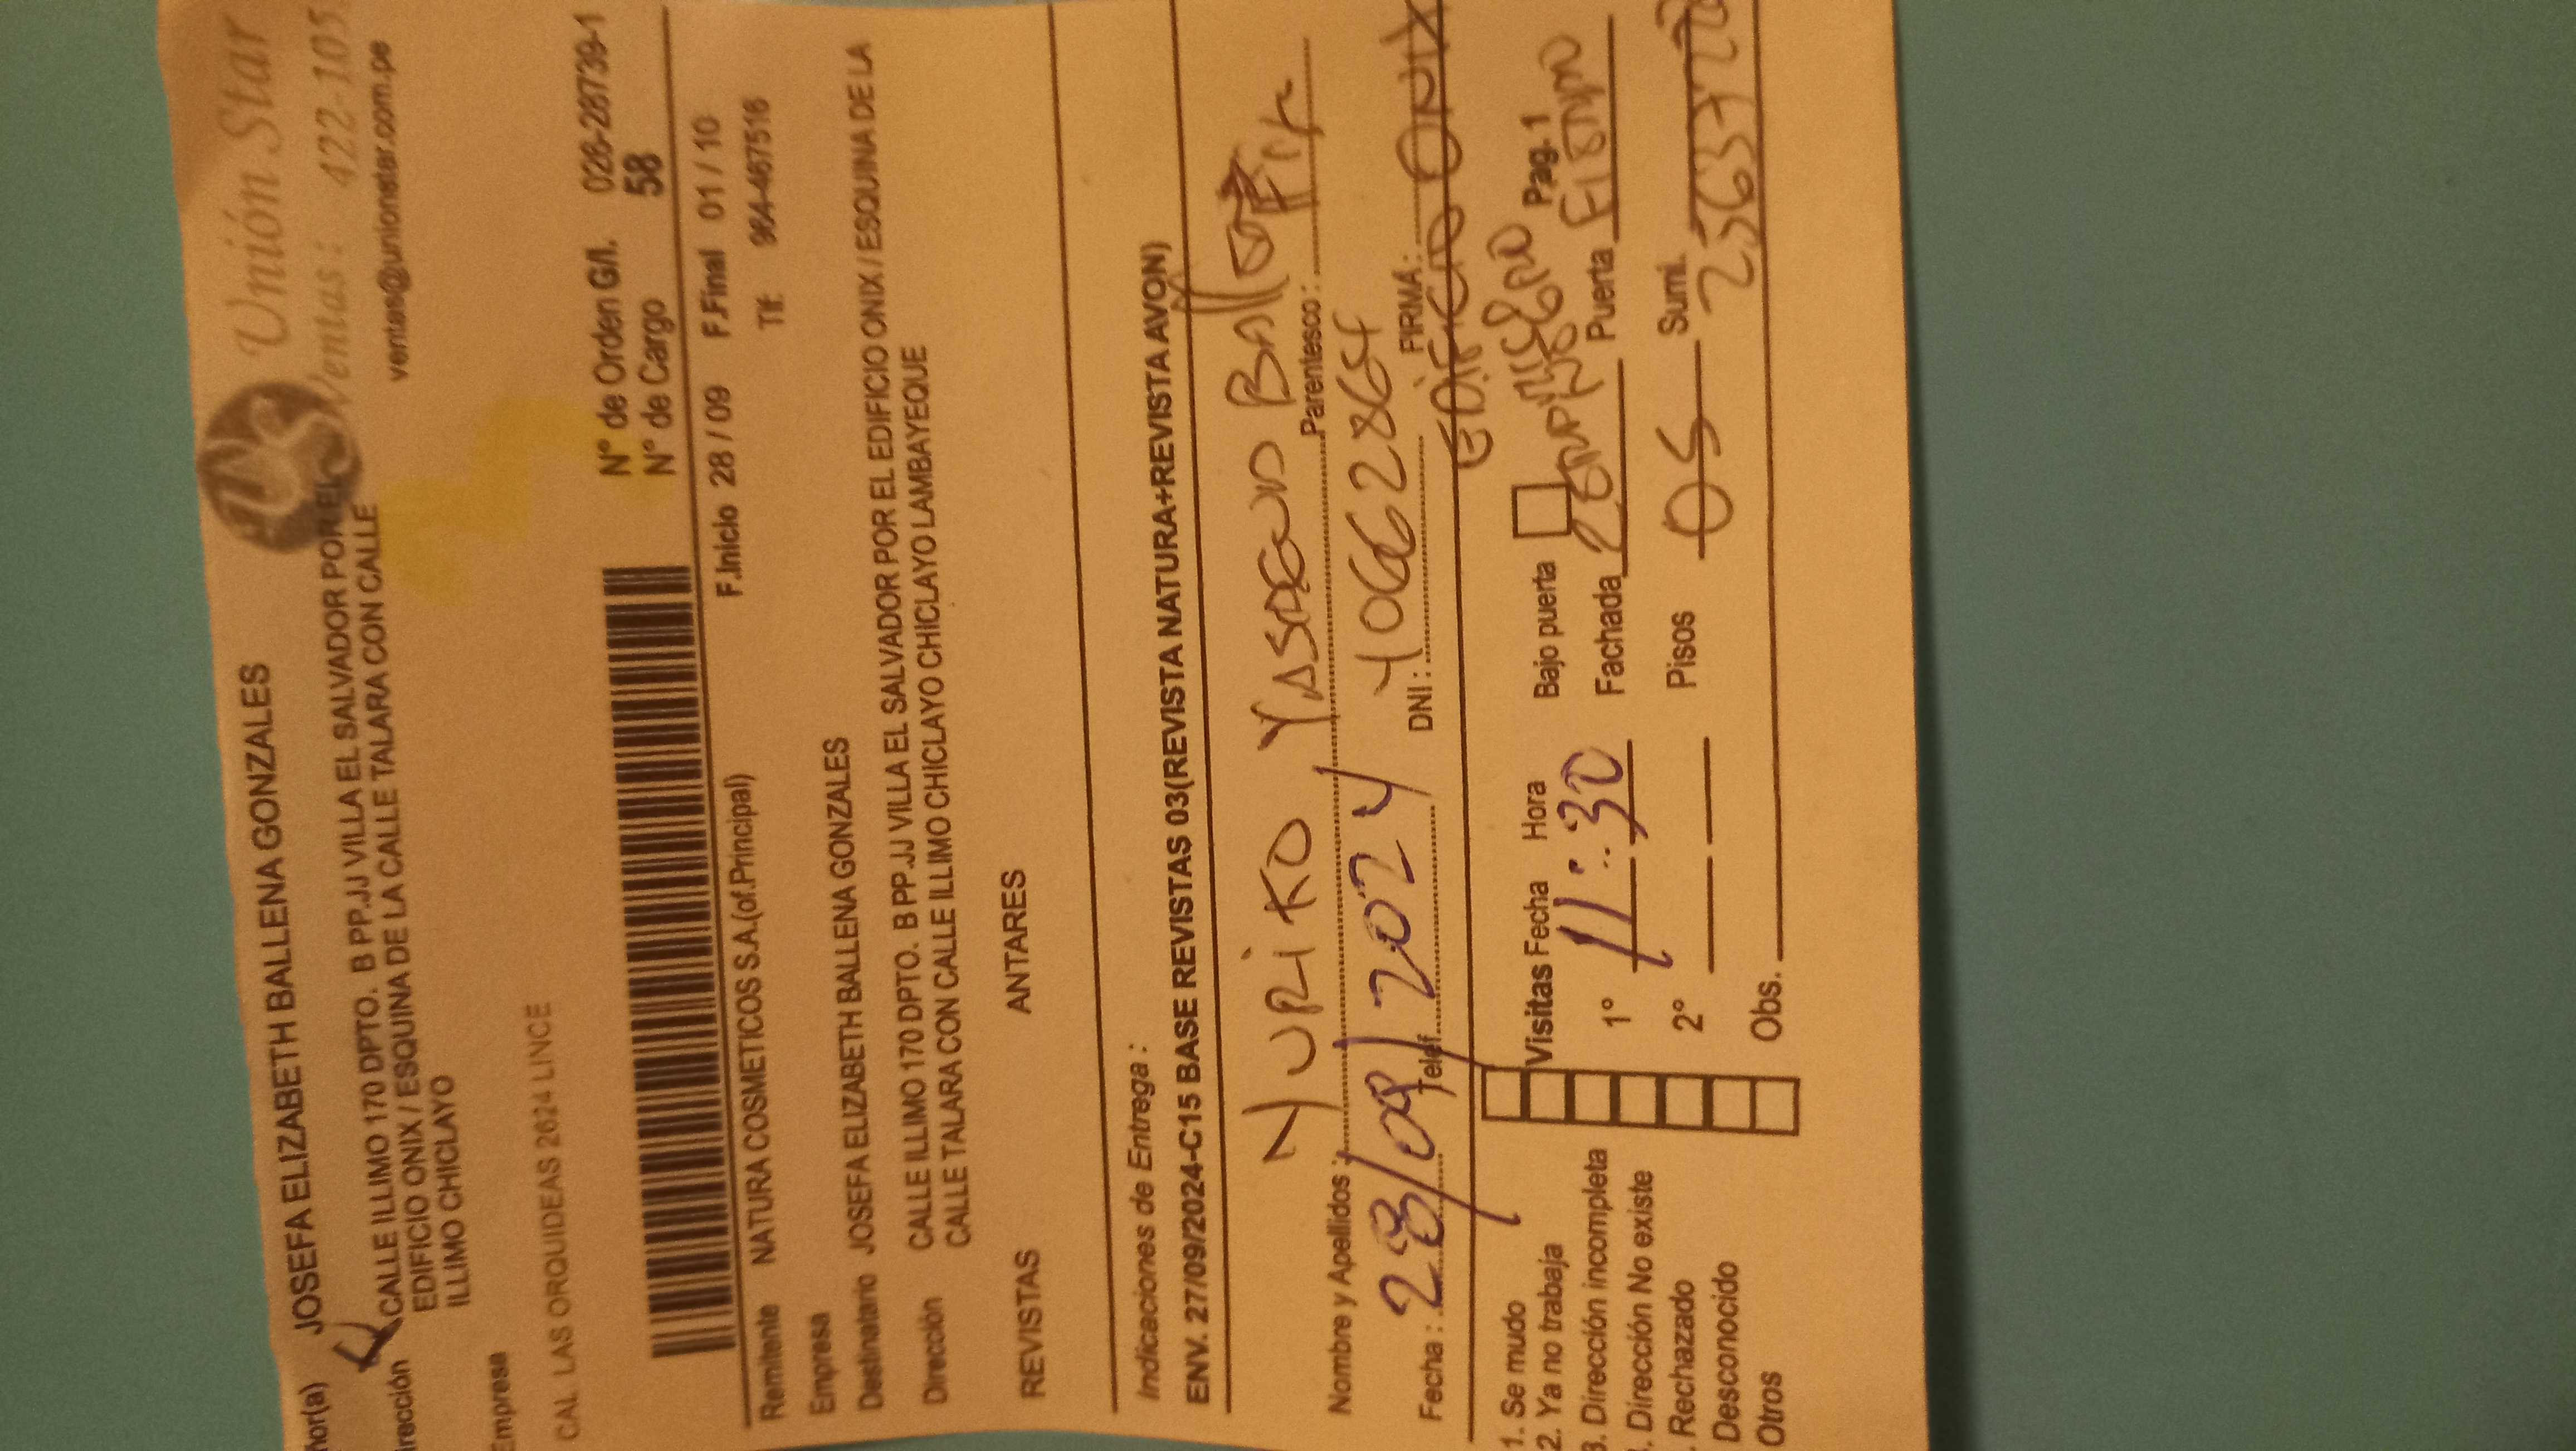 Unión Star
Ventas: 422-105
ventas@unionstar.com.pe
ñor(a) JOSEFA ELIZABETH BALLENA GONZALES
irección CALLE ILLIMO 170 DPTO. B PP.JJ VILLA EL SALVADOR POR EL
EDIFICIO ONIX / ESQUINA DE LA CALLE TALARA CON CALLE
ILLIMO CHICLAYO
Empresa
CAL. LAS ORQUIDEAS 2624 LINCE
N° de Orden G/I. 026-28739-1
N° de Cargo 58
F.Inicio 28 / 09 F.Final 01 / 10
Remitente NATURA COSMETICOS S.A.(of.Principal) Tlf: 964-467516
Empresa
Destinatario JOSEFA ELIZABETH BALLENA GONZALES
Dirección CALLE ILLIMO 170 DPTO. B PP.JJ VILLA EL SALVADOR POR EL EDIFICIO ONIX / ESQUINA DE LA
CALLE TALARA CON CALLE ILLIMO CHICLAYO CHICLAYO LAMBAYEQUE
REVISTAS ANTARES
Indicaciones de Entrega :
ENV. 27/09/2024-C15 BASE REVISTAS 03(REVISTA NATURA+REVISTA AVON)
Nombre y Apellidos : YURiKO Parentesco :
Fecha : 28/09/2024 Telef. DNI : 40662865 FIRMA :
EDiFiCiO ONIX
1. Se mudo
2. Ya no trabaja
3. Dirección incompleta
. Dirección No existe
. Rechazado
Desconocido
Otros
Visitas Fecha Hora Bajo puerta Pag. 1
1° 11:30 Fachada Puerta
2° Pisos 05 Sumi.
Obs.